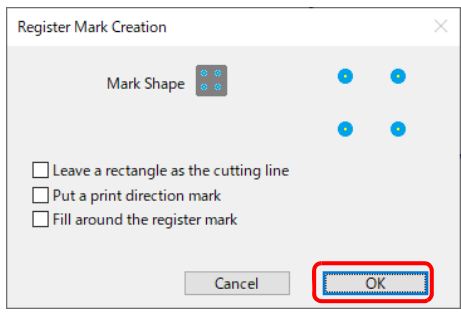 Register Mark Creation
Mark Shape
Leave a rectangle as the cutting line
Put a print direction mark
Fill around the register mark
Cancel
OK